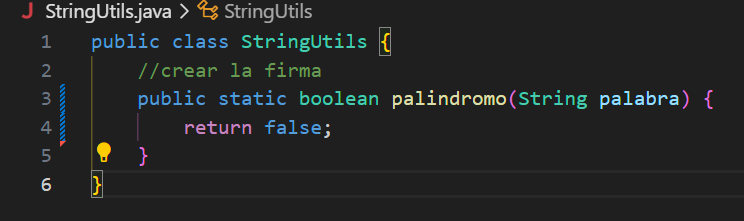 J StringUtils.java > StringUtils
1 public class StringUtils {
2 //crear la firma
3 public static boolean palindromo(String palabra) {
4 return false;
5 }
6 }